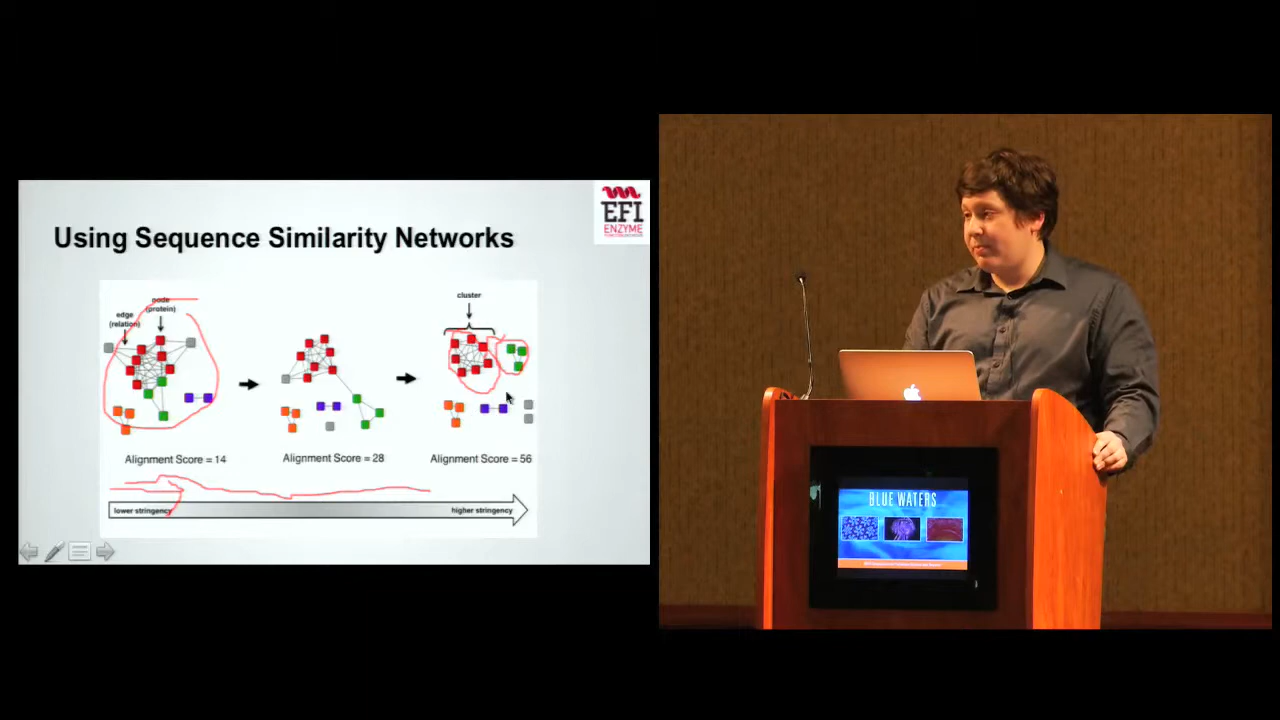 EFI
ENZYME
Using Sequence Similarity Networks
node
(protein)
edge
(relation)
cluster
Alignment Score = 14
Alignment Score = 28
Alignment Score = 56
lower stringency
higher stringency
BLUE WATERS